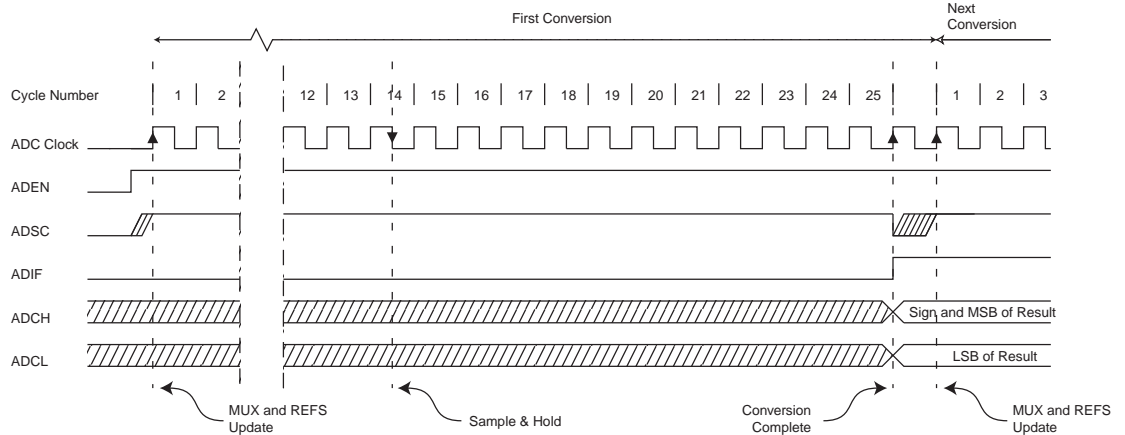 First Conversion
Next
Conversion
Cycle Number 1 2 12 13 14 15 16 17 18 19 20 21 22 23 24 25 1 2 3
ADC Clock
ADEN
ADSC
ADIF
ADCH Sign and MSB of Result
ADCL LSB of Result
MUX and REFS
Update
Sample & Hold
Conversion
Complete
MUX and REFS
Update